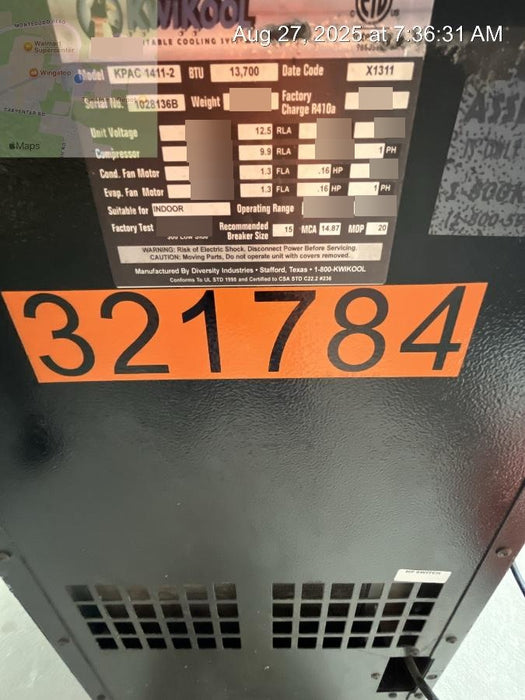 KWIKOOL
Aug 27, 2025 at 7:36:31 AM
Walmart
Supercenter
Wingstop
CARPENTER RD
Maps
Model KPAC 1411-2 BTU 13,700 Date Code X1311
Serial No. 1028136B Weight Factory
Charge R410a
Unit Voltage 12.5 RLA
Compressor 9.9 RLA 1 PH
Cond. Fan Motor 1.3 FLA .16 HP
Evap. Fan Motor 1.3 FLA .16 HP 1 PH
Suitable for INDOOR Operating Range
Factory Test Recommended
Breaker Size 15 MCA 14.87 MOP 20
WARNING: Risk of Electric Shock. Disconnect Power Before Servicing.
CAUTION: Moving Parts. Do not operate unit with covers removed.
Manufactured By Diversity Industries • Stafford, Texas • 1-800-KWIKOOL
Conforms To UL STD 1995 and Certified to CSA STD C22.2 #236
321784